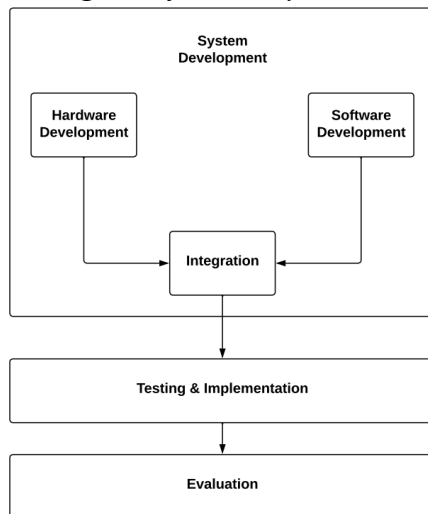 System
Development
Hardware
Development
Software
Development
Integration
Testing & Implementation
Evaluation